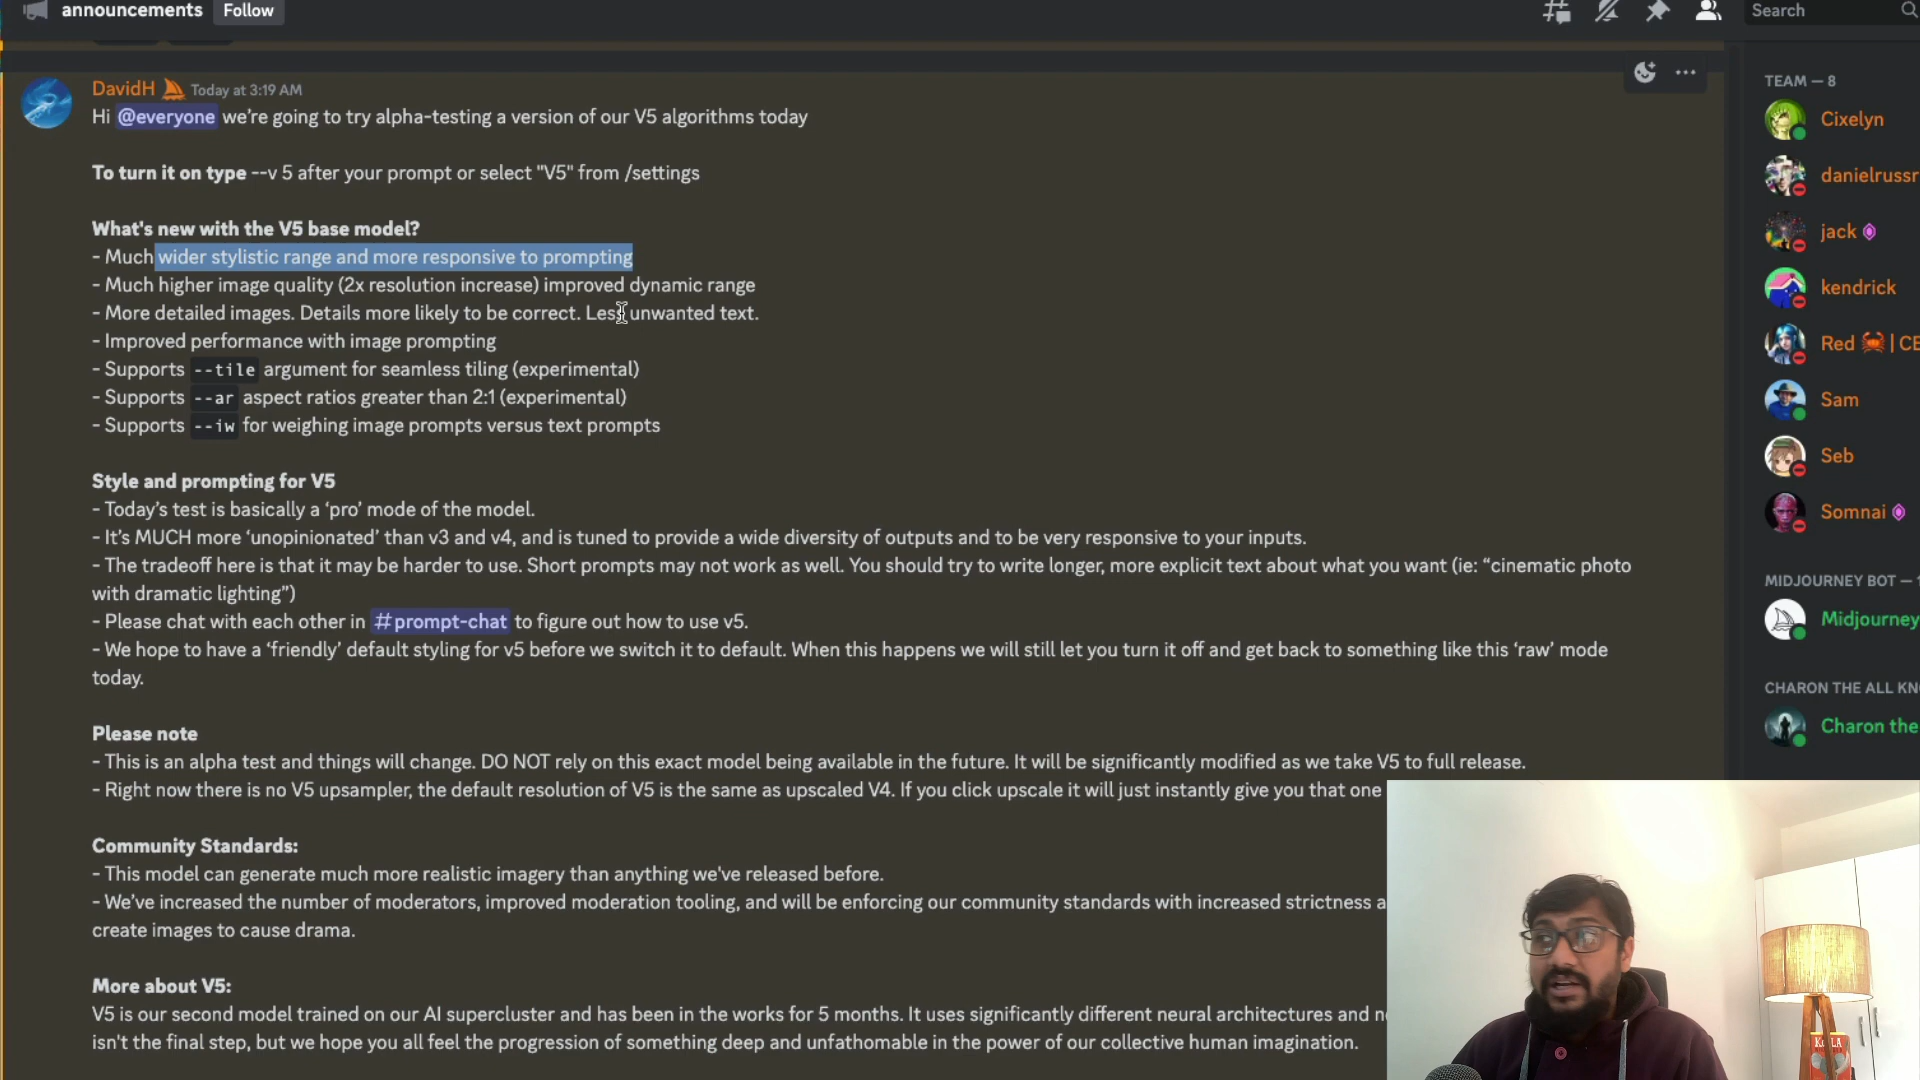 announcements Follow
Search
DavidH Today at 3:19 AM
Hi @everyone we're going to try alpha-testing a version of our V5 algorithms today
To turn it on type --v 5 after your prompt or select "V5" from /settings
What's new with the V5 base model?
- Much wider stylistic range and more responsive to prompting
- Much higher image quality (2x resolution increase) improved dynamic range
- More detailed images. Details more likely to be correct. Less unwanted text.
- Improved performance with image prompting
- Supports --tile argument for seamless tiling (experimental)
- Supports --ar aspect ratios greater than 2:1 (experimental)
- Supports --iw for weighing image prompts versus text prompts
Style and prompting for V5
- Today's test is basically a ‘pro’ mode of the model.
- It's MUCH more ‘unopinionated’ than v3 and v4, and is tuned to provide a wide diversity of outputs and to be very responsive to your inputs.
- The tradeoff here is that it may be harder to use. Short prompts may not work as well. You should try to write longer, more explicit text about what you want (ie: “cinematic photo
with dramatic lighting”)
- Please chat with each other in #prompt-chat to figure out how to use v5.
- We hope to have a ‘friendly’ default styling for v5 before we switch it to default. When this happens we will still let you turn it off and get back to something like this ‘raw’ mode
today.
Please note
- This is an alpha test and things will change. DO NOT rely on this exact model being available in the future. It will be significantly modified as we take V5 to full release.
- Right now there is no V5 upsampler, the default resolution of V5 is the same as upscaled V4. If you click upscale it will just instantly give you that one
Community Standards:
- This model can generate much more realistic imagery than anything we've released before.
- We've increased the number of moderators, improved moderation tooling, and will be enforcing our community standards with increased strictness a
create images to cause drama.
More about V5:
V5 is our second model trained on our AI supercluster and has been in the works for 5 months. It uses significantly different neural architectures and n
isn't the final step, but we hope you all feel the progression of something deep and unfathomable in the power of our collective human imagination.
TEAM — 8
Cixelyn
danielrussr
jack
kendrick
Red 🦀 | CE
Sam
Seb
Somnai
MIDJOURNEY BOT — 1
Midjourney
CHARON THE ALL KN
Charon the